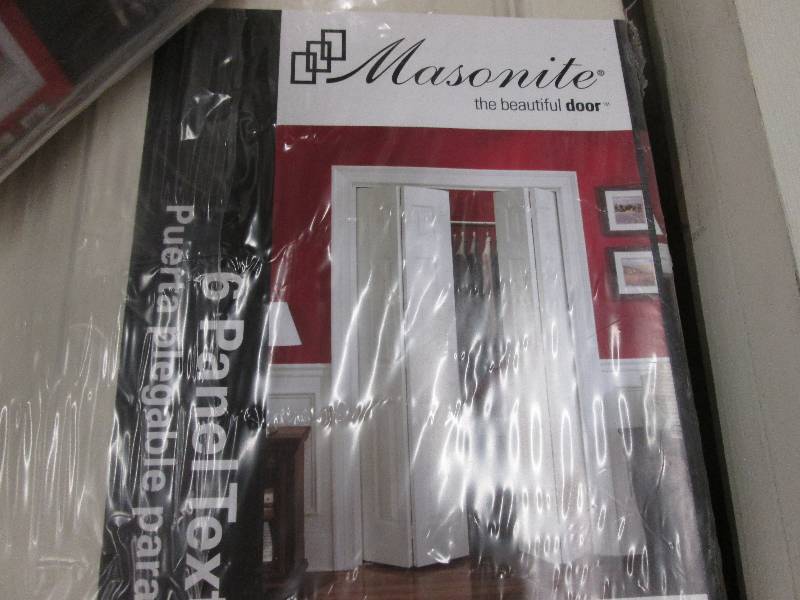 Masonite®
the beautiful door™
6 Panel Text
Puerta plegable para